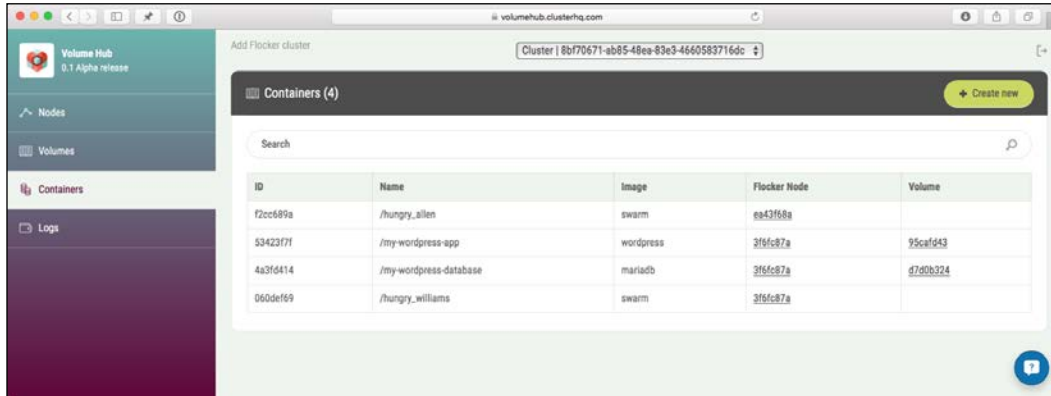 volumehub.clusterhq.com
Volume Hub
0.1 Alpha release
Add Flocker cluster
Cluster | 8bf70671-ab85-48ea-83e3-4660583716dc
Nodes
Volumes
Containers
Logs
Containers (4)
+ Create new
Search
ID Name Image Flocker Node Volume
f2cc689a /hungry_allen swarm ea43f68a
53423f7f /my-wordpress-app wordpress 3f6fc87a 95cafd43
4a3fd414 /my-wordpress-database mariadb 3f6fc87a d7d0b324
060def69 /hungry_williams swarm 3f6fc87a